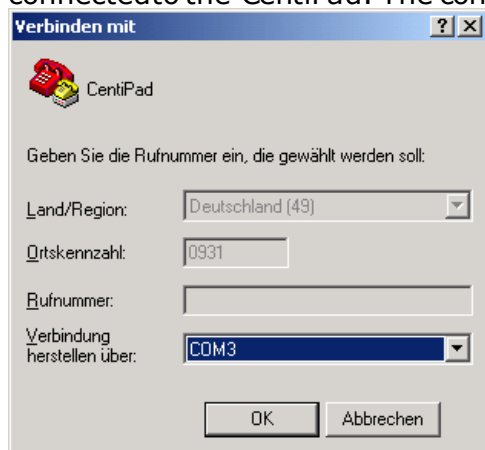 Verbinden mit
CentiPad
Geben Sie die Rufnummer ein, die gewählt werden soll:
Land/Region: Deutschland (49)
Ortskennzahl: 0931
Rufnummer:
Verbindung
herstellen über: COM3
OK Abbrechen